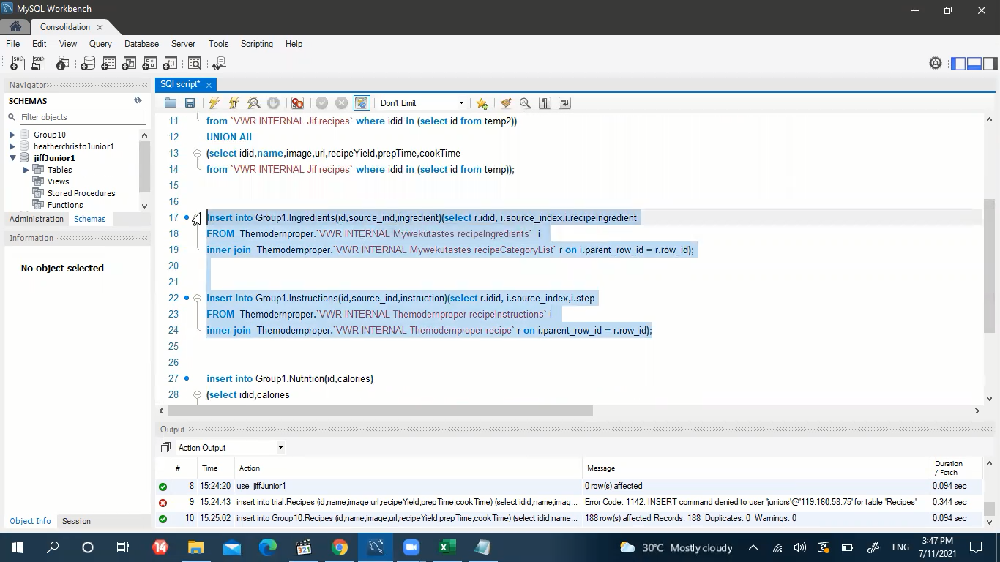 MySQL Workbench
Consolidation
File Edit View Query Database Server Tools Scripting Help
Navigator
SCHEMAS
Filter objects
Group10
heatherchristoJunior1
jiffJunior1
Tables
Views
Stored Procedures
Functions
Administration Schemas
Information
No object selected
Object Info Session
SQl script*
Don't Limit
11 from `VWR INTERNAL Jif recipes` where idid in (select id from temp2))
12 UNION All
13 (select idid,name,image,url,recipeYield,prepTime,cookTime
14 from `VWR INTERNAL Jif recipes` where idid in (select id from temp));
15
16
17 Insert into Group1.Ingredients(id,source_ind,ingredient)(select r.idid, i.source_index,i.recipeIngredient
18 FROM Themodernproper.`VWR INTERNAL Mywekutastes recipeIngredients` i
19 inner join Themodernproper.`VWR INTERNAL Mywekutastes recipeCategoryList` r on i.parent_row_id = r.row_id);
20
21
22 Insert into Group1.Instructions(id,source_ind,instruction)(select r.idid, i.source_index,i.step
23 FROM Themodernproper.`VWR INTERNAL Themodernproper recipeInstructions` i
24 inner join Themodernproper.`VWR INTERNAL Themodernproper recipe` r on i.parent_row_id = r.row_id);
25
26
27 insert into Group1.Nutrition(id,calories)
28 (select idid,calories
Output
Action Output
# Time Action Message Duration / Fetch
8 15:24:20 use jiffJunior1 0 row(s) affected 0.094 sec
9 15:24:43 insert into trial.Recipes (id,name,image,url,recipeYield,prepTime,cookTime) (select idid,name,imag... Error Code: 1142. INSERT command denied to user 'juniors'@'119.160.58.75' for table 'Recipes' 0.344 sec
10 15:25:02 insert into Group10.Recipes (id,name,image,url,recipeYield,prepTime,cookTime) (select idid,name... 188 row(s) affected Records: 188 Duplicates: 0 Warnings: 0 0.094 sec
14
321
30°C Mostly cloudy
ENG
3:47 PM
7/11/2021